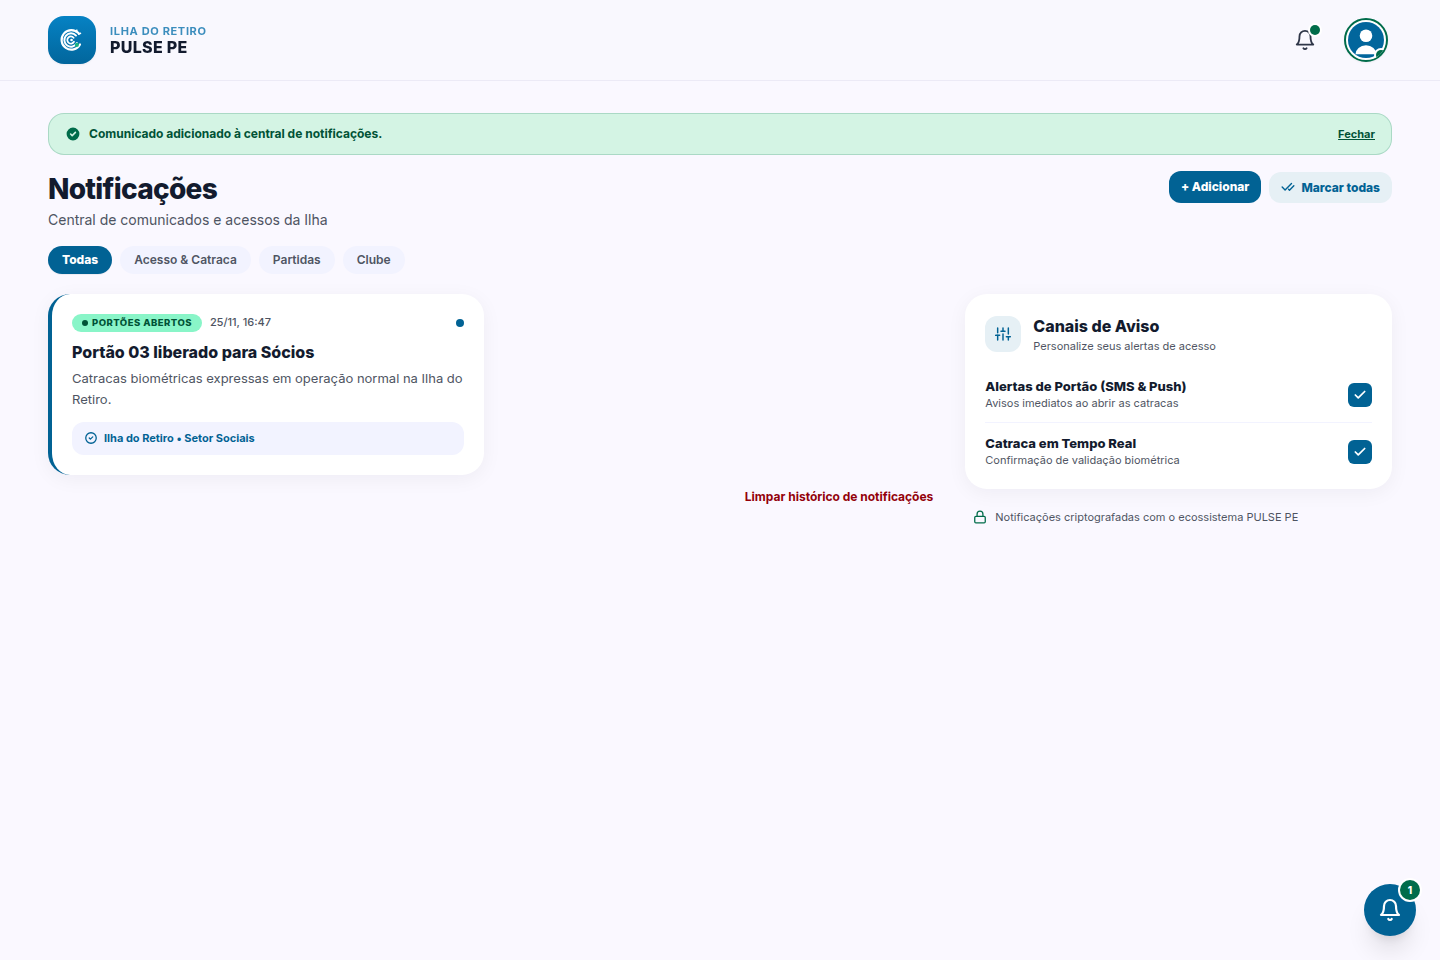 ILHA DO RETIRO
PULSE PE
Comunicado adicionado à central de notificações.
Fechar
Notificações
Central de comunicados e acessos da Ilha
+ Adicionar
Marcar todas
Todas
Acesso & Catraca
Partidas
Clube
PORTÕES ABERTOS
25/11, 16:47
Portão 03 liberado para Sócios
Catracas biométricas expressas em operação normal na Ilha do
Retiro.
Ilha do Retiro • Setor Sociais
Limpar histórico de notificações
Canais de Aviso
Personalize seus alertas de acesso
Alertas de Portão (SMS & Push)
Avisos imediatos ao abrir as catracas
Catraca em Tempo Real
Confirmação de validação biométrica
Notificações criptografadas com o ecossistema PULSE PE
1